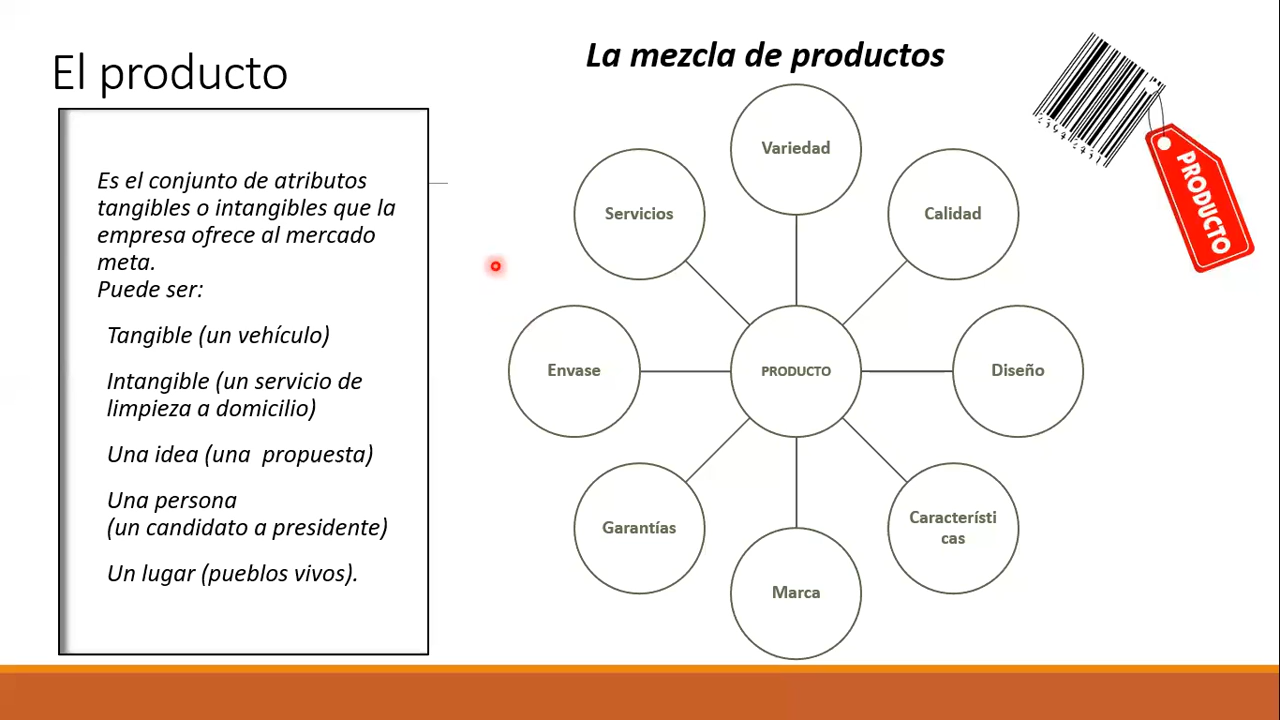 El producto
Es el conjunto de atributos
tangibles o intangibles que la
empresa ofrece al mercado
meta.
Puede ser:
Tangible (un vehículo)
Intangible (un servicio de
limpieza a domicilio)
Una idea (una  propuesta)
Una persona
(un candidato a presidente)
Un lugar (pueblos vivos).
La mezcla de productos
Variedad
Calidad
Diseño
Característi
cas
Marca
Garantías
Envase
Servicios
PRODUCTO
PRODUCTO